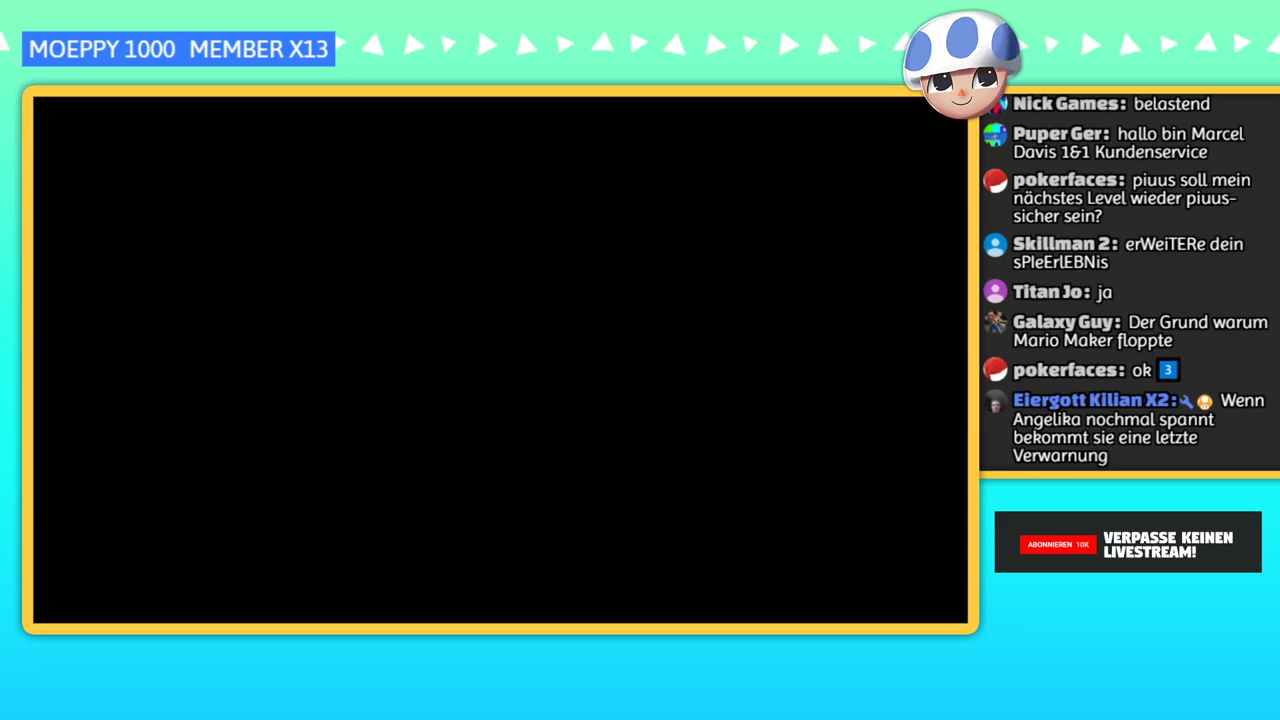 MOEPPY 1000 MEMBER X13
Nick Games: belastend
Puper Ger: hallo bin Marcel
Davis 1&1 Kundenservice
pokerfaces: piuus soll mein
nächstes Level wieder piuus-
sicher sein?
Skillman 2: erWeiTERe dein
sPIeErlEBNis
Titan Jo: ja
Galaxy Guy: Der Grund warum
Mario Maker floppte
pokerfaces: ok 3
Eiergott Kilian X2: Wenn
Angelika nochmal spannt
bekommt sie eine letzte
Verwarnung
ABONNIEREN 10K
VERPASSE KEINEN
LIVESTREAM!